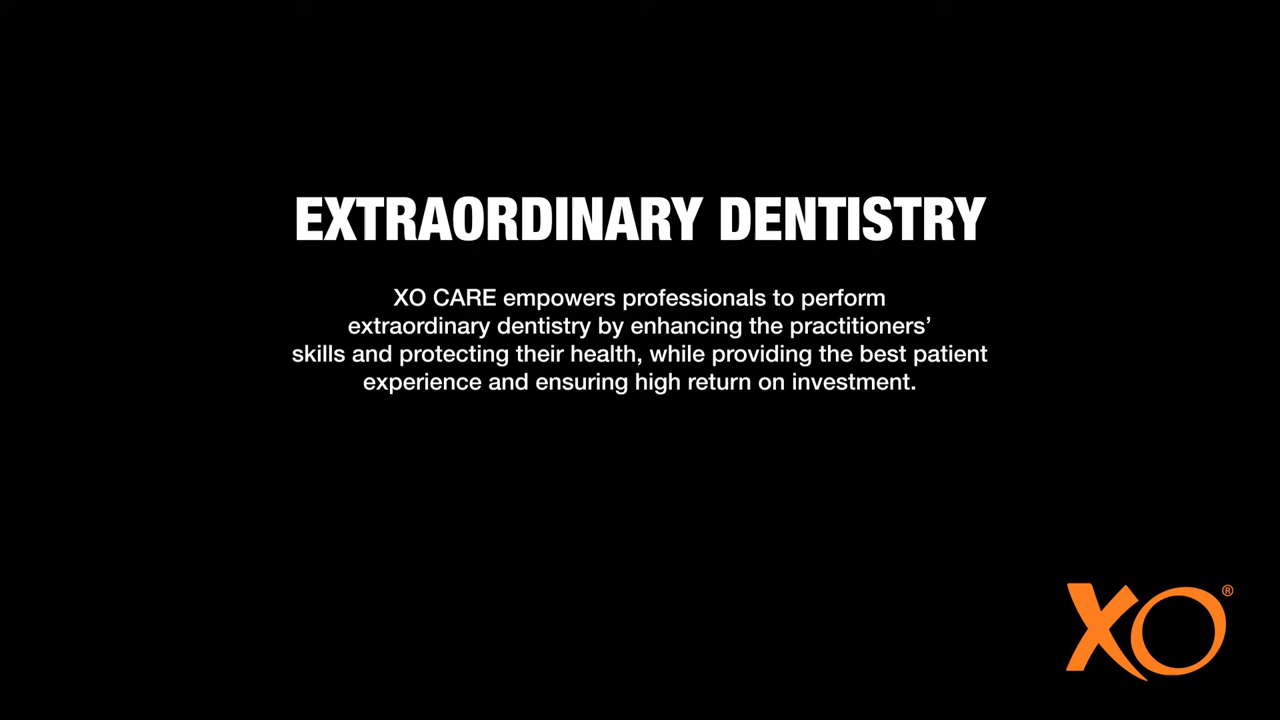 EXTRAORDINARY DENTISTRY
XO CARE empowers professionals to perform
extraordinary dentistry by enhancing the practitioners’
skills and protecting their health, while providing the best patient
experience and ensuring high return on investment.
XO®